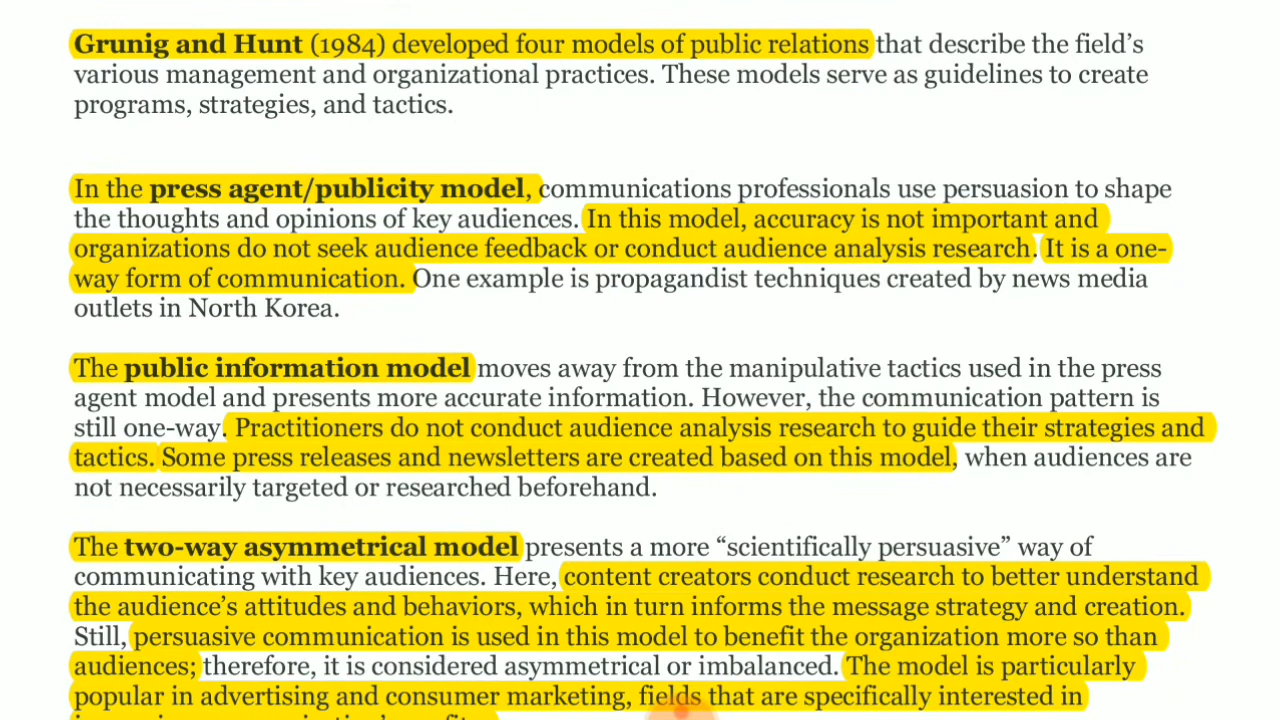 Grunig and Hunt (1984) developed four models of public relations that describe the field’s
various management and organizational practices. These models serve as guidelines to create
programs, strategies, and tactics.
In the press agent/publicity model, communications professionals use persuasion to shape
the thoughts and opinions of key audiences. In this model, accuracy is not important and
organizations do not seek audience feedback or conduct audience analysis research. It is a one-
way form of communication. One example is propagandist techniques created by news media
outlets in North Korea.
The public information model moves away from the manipulative tactics used in the press
agent model and presents more accurate information. However, the communication pattern is
still one-way. Practitioners do not conduct audience analysis research to guide their strategies and
tactics. Some press releases and newsletters are created based on this model, when audiences are
not necessarily targeted or researched beforehand.
The two-way asymmetrical model presents a more “scientifically persuasive” way of
communicating with key audiences. Here, content creators conduct research to better understand
the audience’s attitudes and behaviors, which in turn informs the message strategy and creation.
Still, persuasive communication is used in this model to benefit the organization more so than
audiences; therefore, it is considered asymmetrical or imbalanced. The model is particularly
popular in advertising and consumer marketing, fields that are specifically interested in